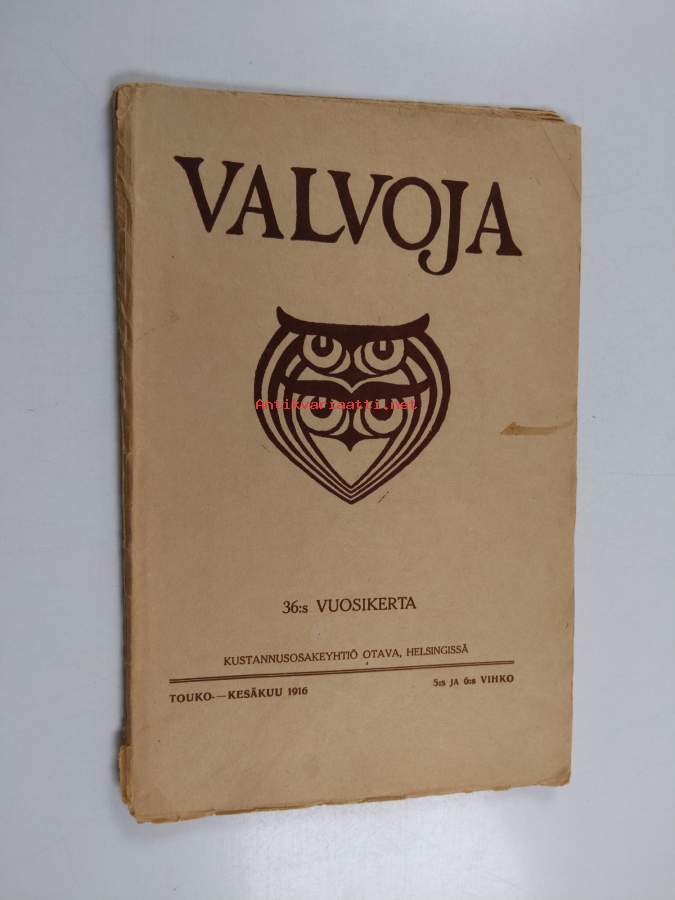 VALVOJA
Antikvariaatti.net
36:s VUOSIKERTA
KUSTANNUSOSAKEYHTIÖ OTAVA, HELSINGISSÄ
TOUKO-—KESÄKUU 1916
5:s JA 6:s VIHKO